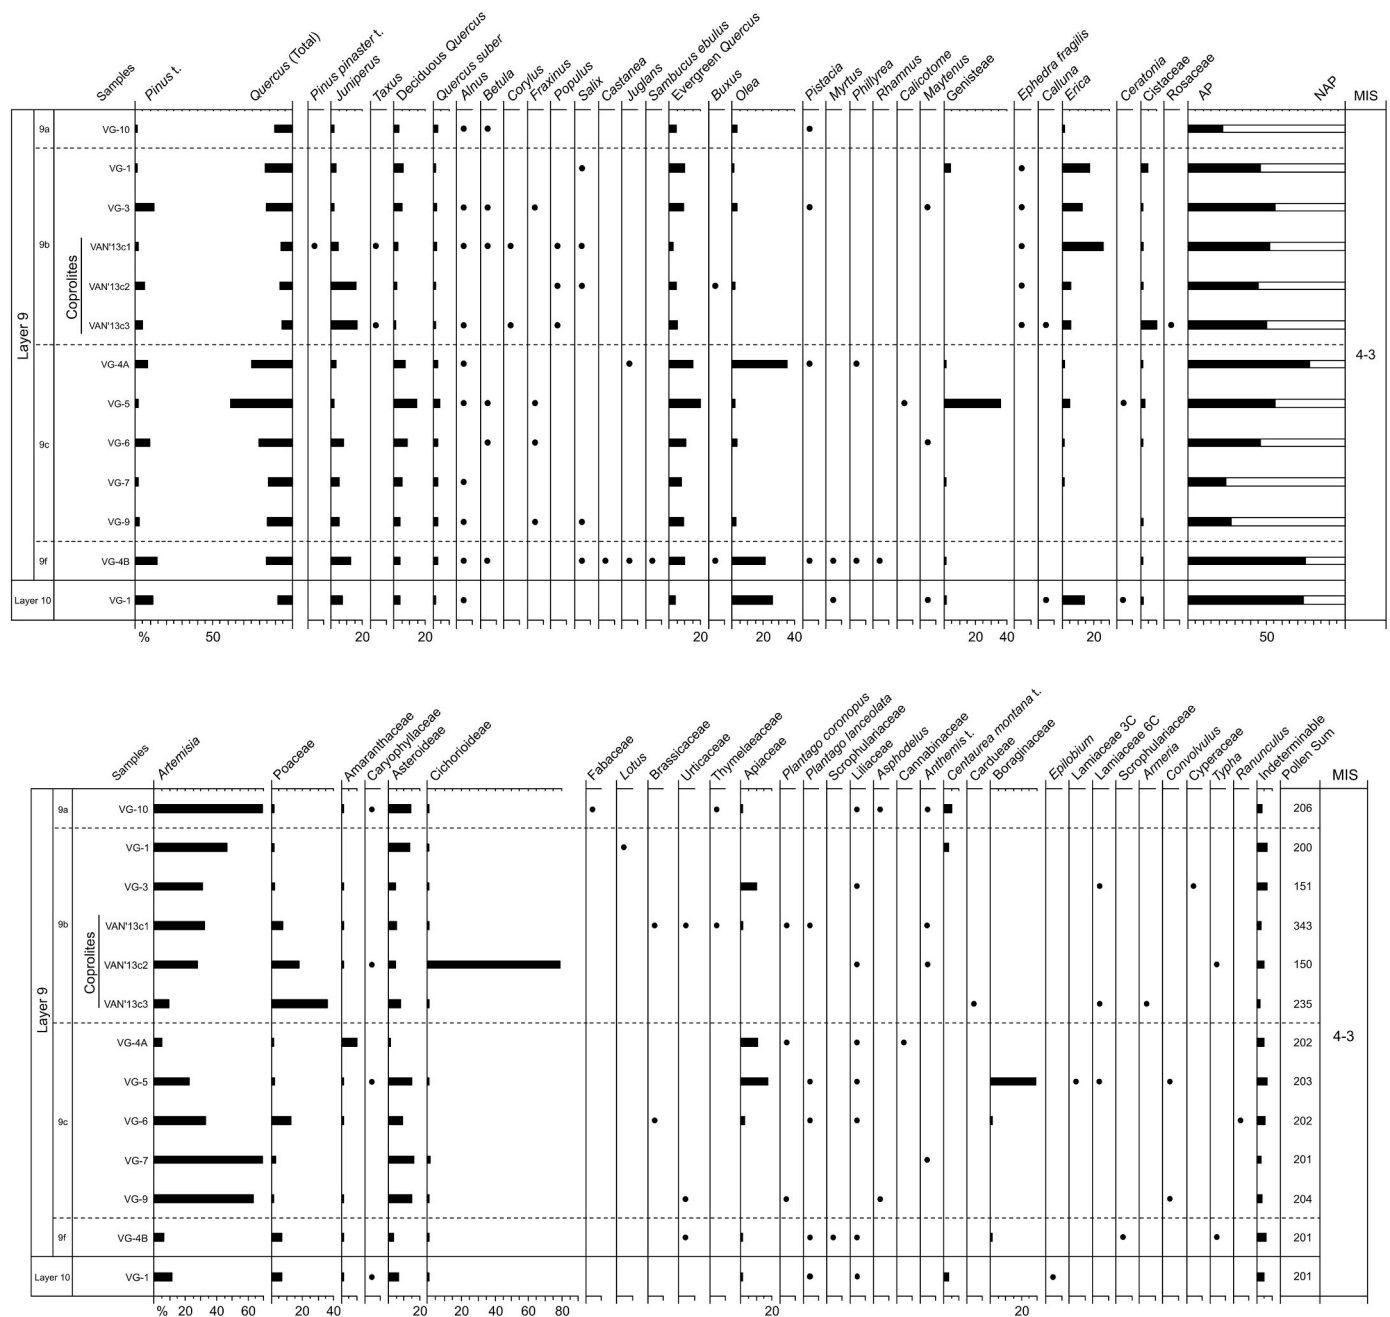 Samples
Pinus t.
Quercus (Total)
Pinus pinaster t.
Juniperus
Taxus
Deciduous Quercus
Quercus suber
Alnus
Betula
Corylus
Fraxinus
Populus
Salix
Castanea
Juglans
Sambucus ebulus
Evergreen Quercus
Buxus
Olea
Pistacia
Myrtus
Phillyrea
Rhamnus
Calicotome
Maytenus
Genisteae
Ephedra fragilis
Calluna
Erica
Ceratonia
Cistaceae
Rosaceae
AP
NAP
MIS
Layer 9
9a
VG-10
9b
VG-1
VG-3
Coprolites
VAN'13c1
VAN'13c2
VAN'13c3
9c
VG-4A
VG-5
VG-6
VG-7
VG-9
9f
VG-4B
Layer 10
VG-1
4-3
% 50 20 20 20 20 40 20 50
Samples
Artemisia
Poaceae
Amaranthaceae
Caryophyllaceae
Asteroideae
Cichorioideae
Fabaceae
Lotus
Brassicaceae
Urticaceae
Thymelaeaceae
Apiaceae
Plantago coronopus
Plantago lanceolata
Scrophulariaceae
Liliaceae
Asphodelus
Cannabinaceae
Anthemis t.
Centaurea montana t.
Cardueae
Boraginaceae
Epilobium
Lamiaceae 3C
Lamiaceae 6C
Scrophulariaceae
Armeria
Convolvulus
Cyperaceae
Typha
Ranunculus
Indeterminable
Pollen Sum
MIS
Layer 9
9a
VG-10 206
9b
VG-1 200
VG-3 151
Coprolites
VAN'13c1 343
VAN'13c2 150
VAN'13c3 235
9c
VG-4A 202
VG-5 203
VG-6 202
VG-7 201
VG-9 204
9f
VG-4B 201
Layer 10
VG-1 201
4-3
% 20 40 60 20 40 20 20 40 60 80 20 20